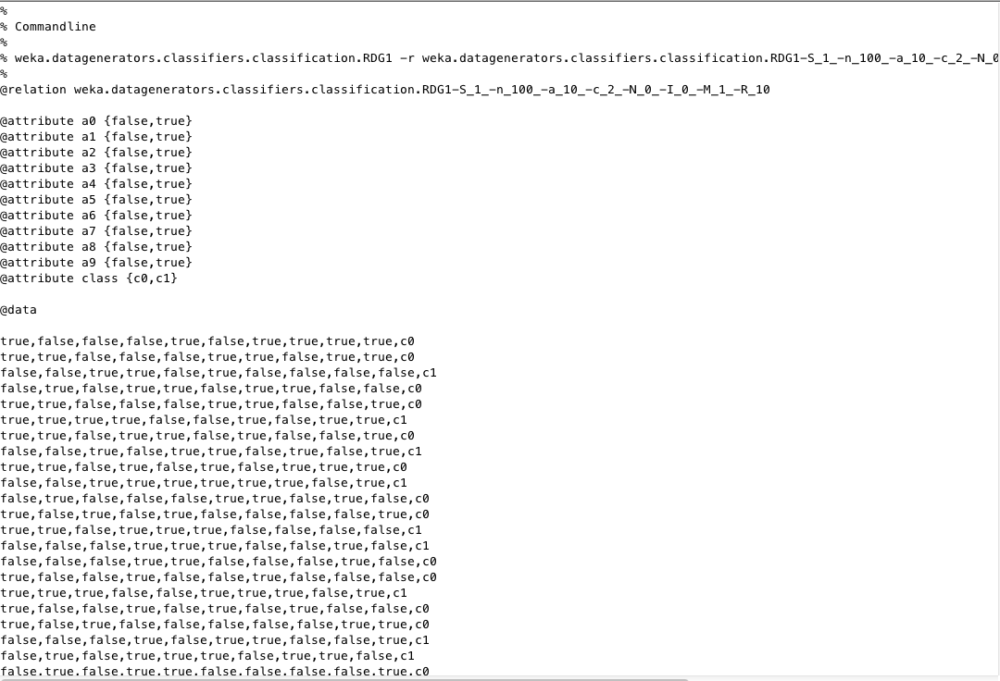 %
% Commandline
%
% weka.datagenerators.classifiers.classification.RDG1 -r weka.datagenerators.classifiers.classification.RDG1-S_1_-n_100_-a_10_-c_2_-N_0
%
@relation weka.datagenerators.classifiers.classification.RDG1-S_1_-n_100_-a_10_-c_2_-N_0_-I_0_-M_1_-R_10
@attribute a0 {false,true}
@attribute a1 {false,true}
@attribute a2 {false,true}
@attribute a3 {false,true}
@attribute a4 {false,true}
@attribute a5 {false,true}
@attribute a6 {false,true}
@attribute a7 {false,true}
@attribute a8 {false,true}
@attribute a9 {false,true}
@attribute class {c0,c1}
@data
true,false,false,false,true,false,true,true,true,true,c0
true,true,false,false,false,true,true,false,true,true,c0
false,false,true,true,false,true,false,false,false,false,c1
false,true,false,true,true,false,true,true,false,false,c0
true,true,false,false,false,true,true,false,false,true,c0
true,true,true,true,false,false,true,false,true,true,c1
true,true,false,true,true,false,true,false,false,true,c0
false,false,true,false,true,true,false,true,false,true,c1
true,true,false,true,false,true,false,true,true,true,c0
false,false,true,true,true,true,true,true,false,true,c1
false,true,false,false,false,true,true,false,true,false,c0
true,false,true,false,true,false,false,false,false,true,c0
true,true,false,true,true,true,false,false,false,false,c1
false,false,false,true,true,true,false,false,true,false,c1
false,false,false,true,true,false,false,false,true,false,c0
true,false,false,true,false,false,true,false,false,false,c0
true,true,true,false,false,true,true,true,false,true,c1
true,false,false,true,false,true,false,true,false,false,c0
true,false,true,false,false,false,false,false,true,true,c0
false,false,false,true,false,true,true,false,false,true,c1
false,true,false,true,true,true,false,true,true,false,c1
false,true,false,true,true,false,false,false,false,true,c0